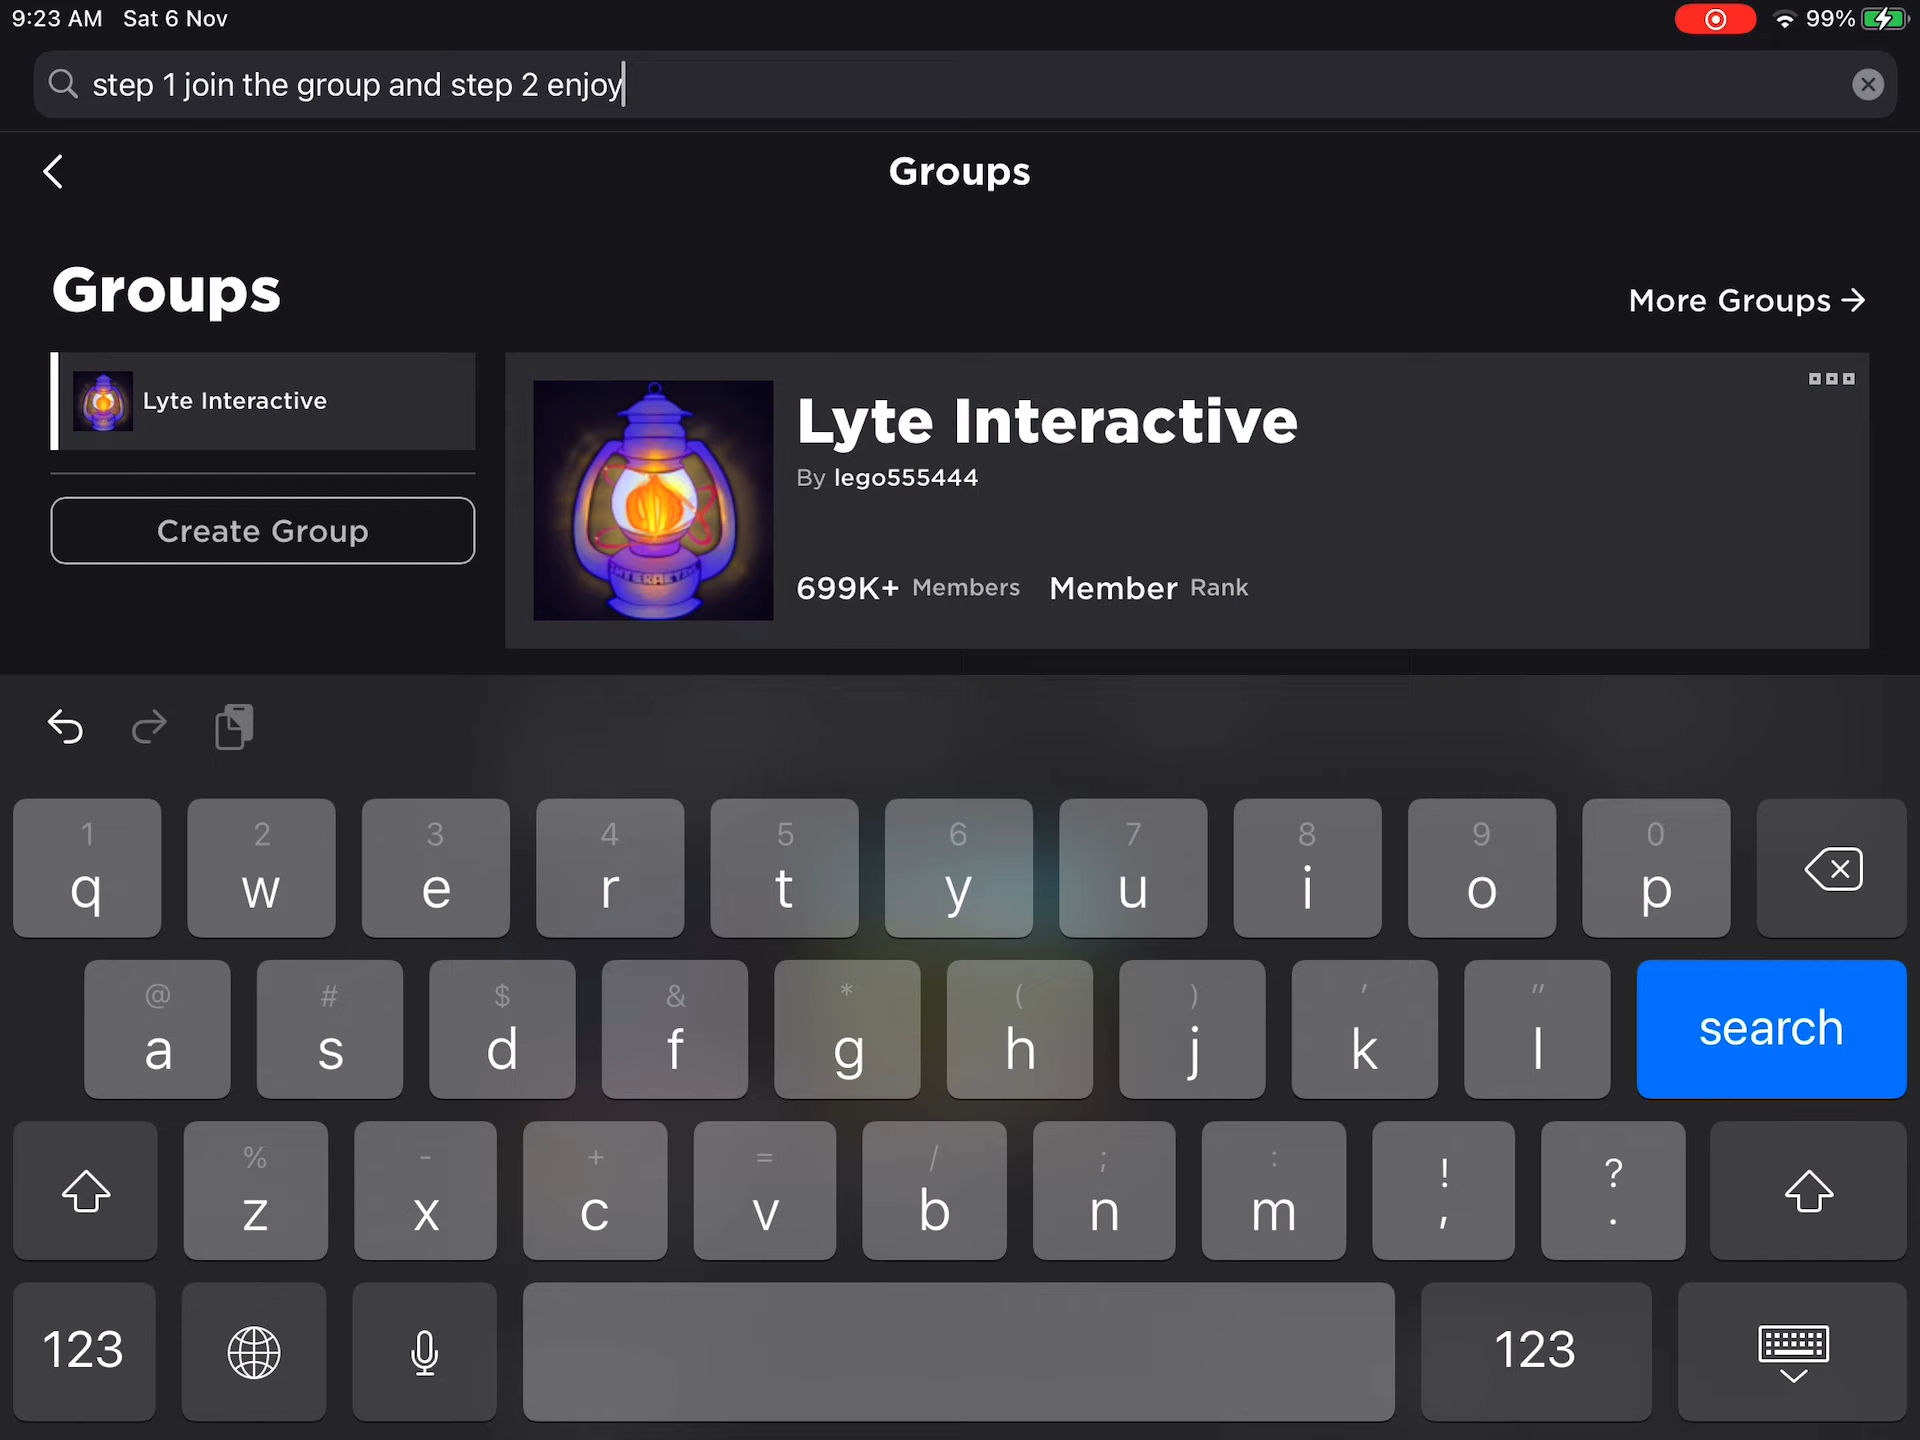 9:23 AM Sat 6 Nov 99%
step 1 join the group and step 2 enjoy
Groups
Groups
More Groups →
Lyte Interactive
Create Group
Lyte Interactive
By lego555444
699K+ Members Member Rank
INTERACTIVE
1 2 3 4 5 6 7 8 9 0
q w e r t y u i o p
@ # $ & * ( ) ' "
a s d f g h j k l search
% - + = / ; : ! ?
z x c v b n m , .
123 123